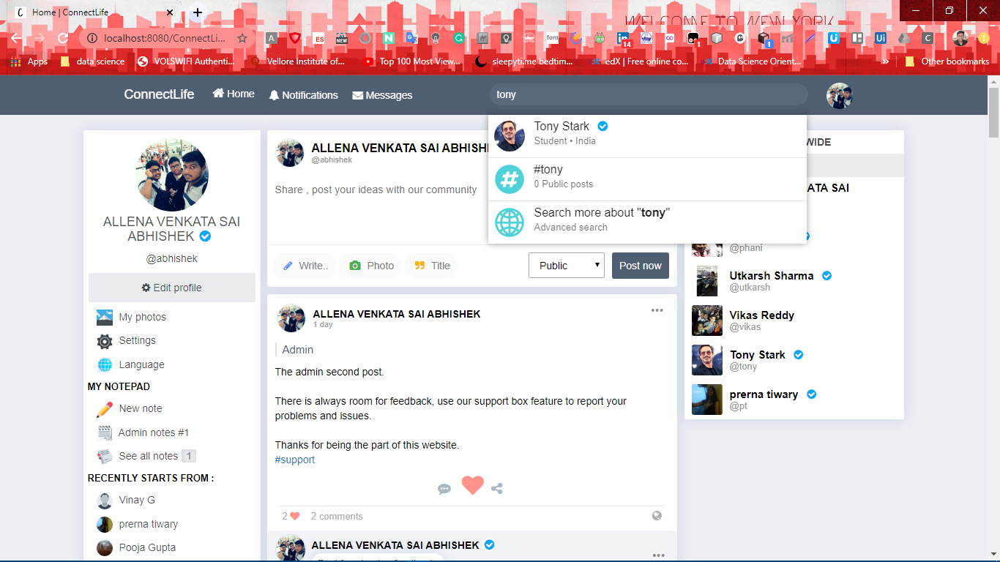 Home | ConnectLife
WELCOME TO NEW YORK
localhost:8080/ConnectLi...
Apps
data science
VOLSWIFI Authenti...
Vellore Institute of...
Top 100 Most View...
sleepyti.me bedtim...
edX | Free online co...
Data Science Orient...
»
Other bookmarks
ConnectLife
Home
Notifications
Messages
tony
ALLENA VENKATA SAI
ABHISHEK
@abhishek
Edit profile
My photos
Settings
Language
MY NOTEPAD
New note
Admin notes #1
See all notes 1
RECENTLY STARTS FROM :
Vinay G
prerna tiwary
Pooja Gupta
ALLENA VENKATA SAI ABHISH
@abhishek
Share , post your ideas with our community
Write..
Photo
Title
Public
Post now
Tony Stark
Student • India
#tony
0 Public posts
Search more about "tony"
Advanced search
ALLENA VENKATA SAI ABHISHEK
1 day
Admin
The admin second post.
There is always room for feedback, use our support box feature to report your
problems and issues.
Thanks for being the part of this website.
#support
2
2 comments
ALLENA VENKATA SAI ABHISHEK
WIDE
ATA SAI
@phani
Utkarsh Sharma
@utkarsh
Vikas Reddy
@vikas
Tony Stark
@tony
prerna tiwary
@pt